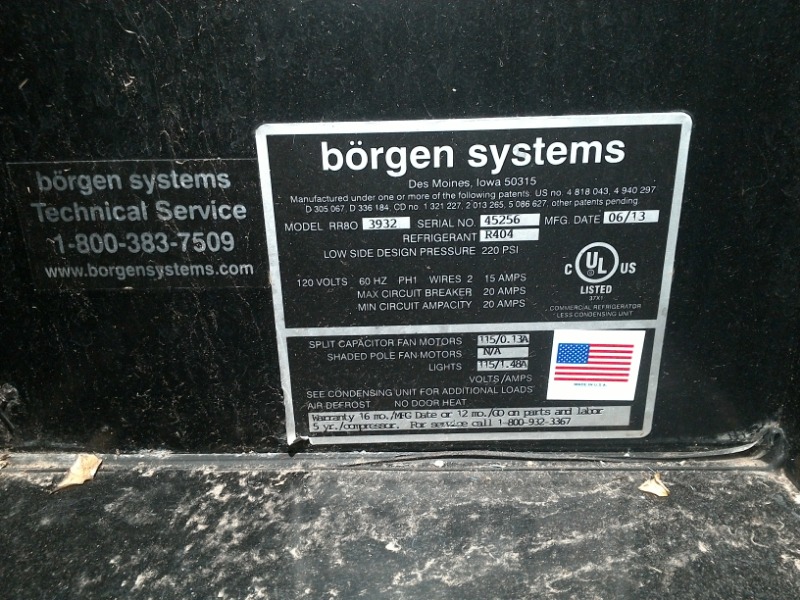 börgen systems
Technical Service
1-800-383-7509
www.borgensystems.com
börgen systems
Des Moines, Iowa 50315
Manufactured under one or more of the following patents: US no. 4 818 043, 4 940 297
D 305 067, D 336 184, CD no. 1 321 227, 2 013 265, 5 086 627, other patents pending.
MODEL RR8O 3932 SERIAL NO. 45256 MFG. DATE 06/13
REFRIGERANT R404
LOW SIDE DESIGN PRESSURE 220 PSI
120 VOLTS 60 HZ PH1 WIRES 2 15 AMPS
MAX CIRCUIT BREAKER 20 AMPS
MIN CIRCUIT AMPACITY 20 AMPS
C UL US
LISTED
37X1
COMMERCIAL REFRIGERATOR
LESS CONDENSING UNIT
SPLIT CAPACITOR FAN MOTORS 115/0.13A
SHADED POLE FAN MOTORS N/A
LIGHTS 115/1.48A
VOLTS/AMPS
SEE CONDENSING UNIT FOR ADDITIONAL LOADS
AIR DEFROST NO DOOR HEAT
MADE IN U.S.A.
Warranty 16 mo./MFG Date or 12 mo./GO on parts and labor
5 yr./compressor. For service call 1-800-932-3367